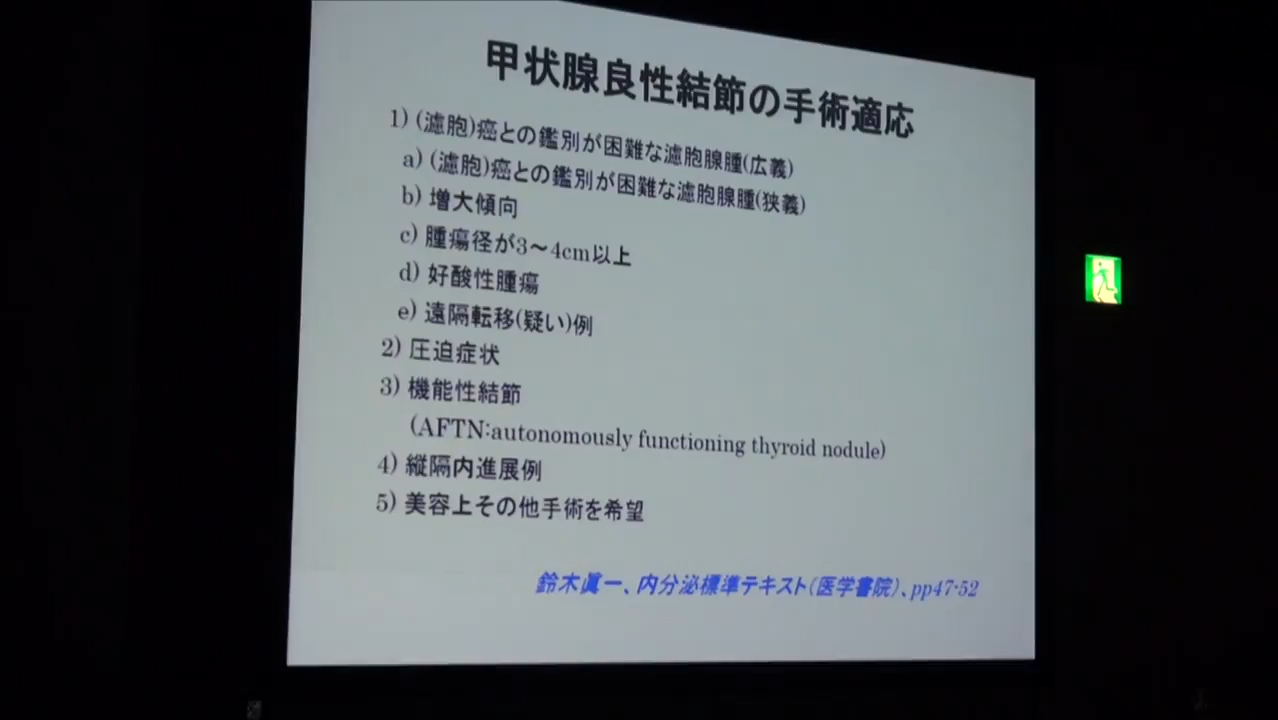 甲状腺良性結節の手術適応
1) (濾胞)癌との鑑別が困難な濾胞腺腫(広義)
a) (濾胞)癌との鑑別が困難な濾胞腺腫(狭義)
b) 増大傾向
c) 腫瘍径が3〜4cm以上
d) 好酸性腫瘍
e) 遠隔転移(疑い)例
2) 圧迫症状
3) 機能性結節
(AFTN:autonomously functioning thyroid nodule)
4) 縦隔内進展例
5) 美容上その他手術を希望
鈴木眞一、内分泌標準テキスト(医学書院)、pp47-52